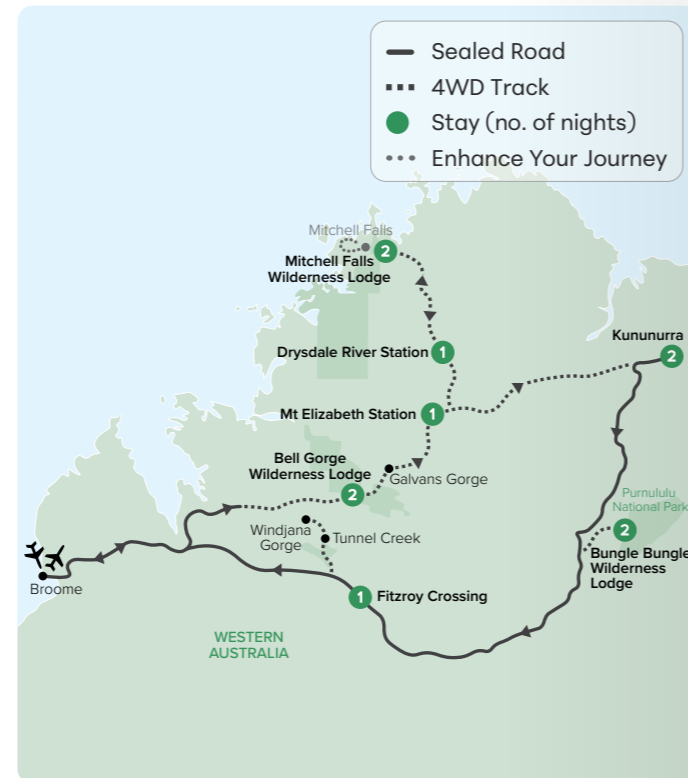 Sealed Road
4WD Track
Stay (no. of nights)
Enhance Your Journey
Mitchell Falls
2
Mitchell Falls
Wilderness Lodge
Drysdale River Station
1
Kununurra
2
Mt Elizabeth Station
1
Bell Gorge
Wilderness Lodge
2
Galvans Gorge
Purnululu
National Park
2
Windjana
Gorge
Tunnel Creek
Bungle Bungle
Wilderness
Lodge
Broome
1
Fitzroy Crossing
WESTERN
AUSTRALIA